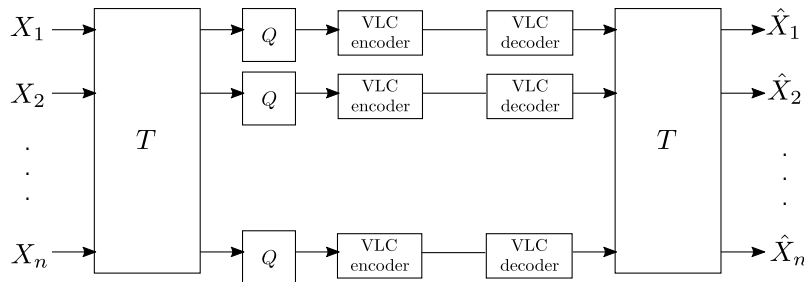 X₁ Q VLC encoder VLC decoder X̂₁
X₂ Q VLC encoder VLC decoder X̂₂
T T
Xₙ Q VLC encoder VLC decoder X̂ₙ